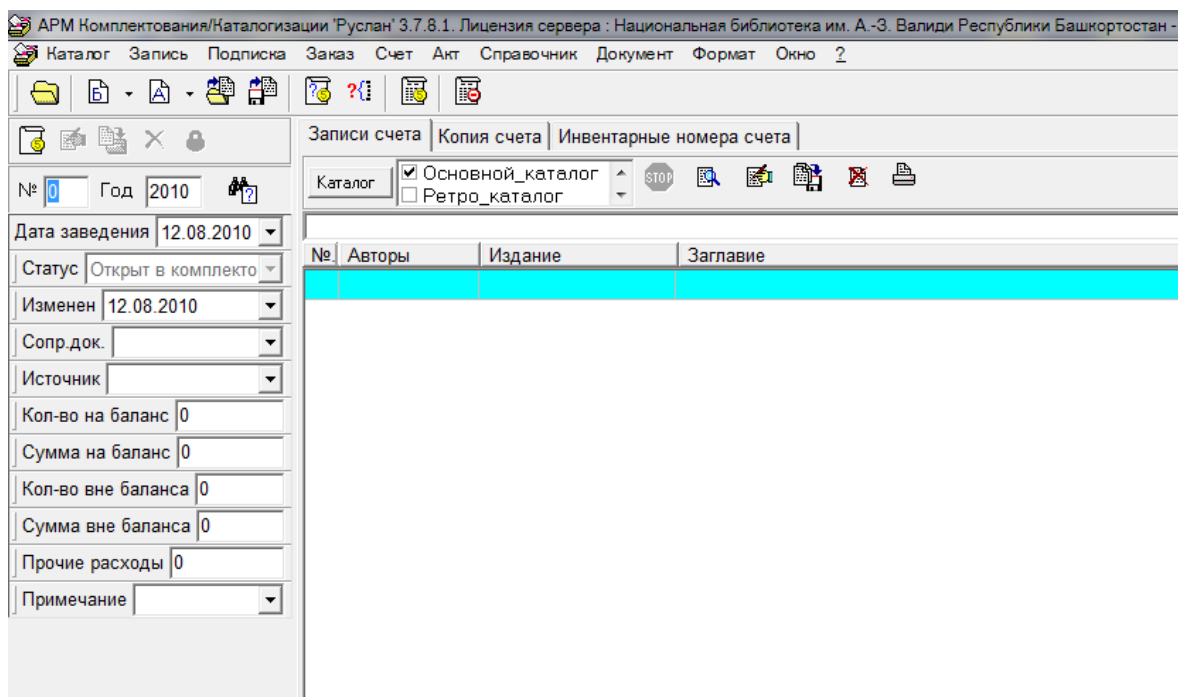 АРМ Комплектования/Каталогизации 'Руслан' 3.7.8.1. Лицензия сервера : Национальная библиотека им. А.-З. Валиди Республики Башкортостан -
Каталог Запись Подписка Заказ Счет Акт Справочник Документ Формат Окно ?
Записи счета Копия счета Инвентарные номера счета
Каталог Основной_каталог STOP
Ретро_каталог
№ 0 Год 2010
Дата заведения 12.08.2010
№. Авторы Издание Заглавие
Статус Открыт в комплекто
Изменен 12.08.2010
Сопр.док.
Источник
Кол-во на баланс 0
Сумма на баланс 0
Кол-во вне баланса 0
Сумма вне баланса 0
Прочие расходы 0
Примечание